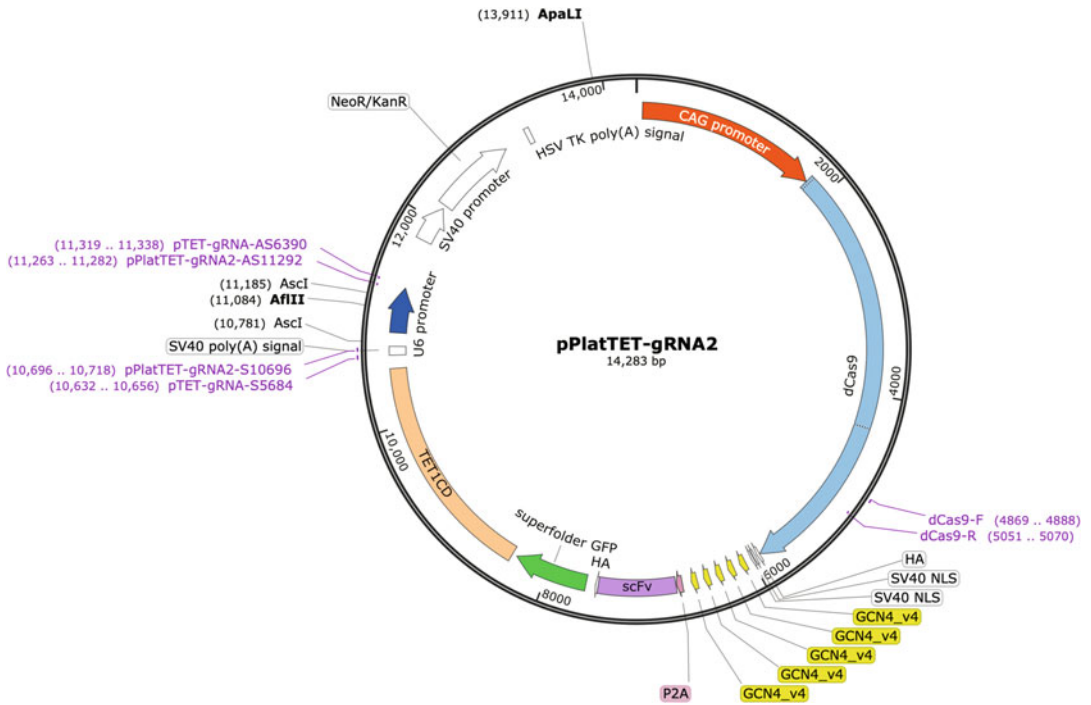 (13,911) ApaLI
14,000
NeoR/KanR
HSV TK poly(A) signal
CAG promoter
2000
SV40 promoter
12,000
(11,319 .. 11,338) pTET-gRNA-AS6390
(11,263 .. 11,282) pPlatTET-gRNA2-AS11292
(11,185) AscI
(11,084) AflII
(10,781) AscI
U6 promoter
SV40 poly(A) signal
(10,696 .. 10,718) pPlatTET-gRNA2-S10696
(10,632 .. 10,656) pTET-gRNA-S5684
pPlatTET-gRNA2
14,283 bp
dCas9
4000
10,000
TET1CD
superfolder GFP
HA
scFv
8000
6000
dCas9-F (4869 .. 4888)
dCas9-R (5051 .. 5070)
HA
SV40 NLS
SV40 NLS
GCN4_v4
GCN4_v4
GCN4_v4
GCN4_v4
GCN4_v4
P2A